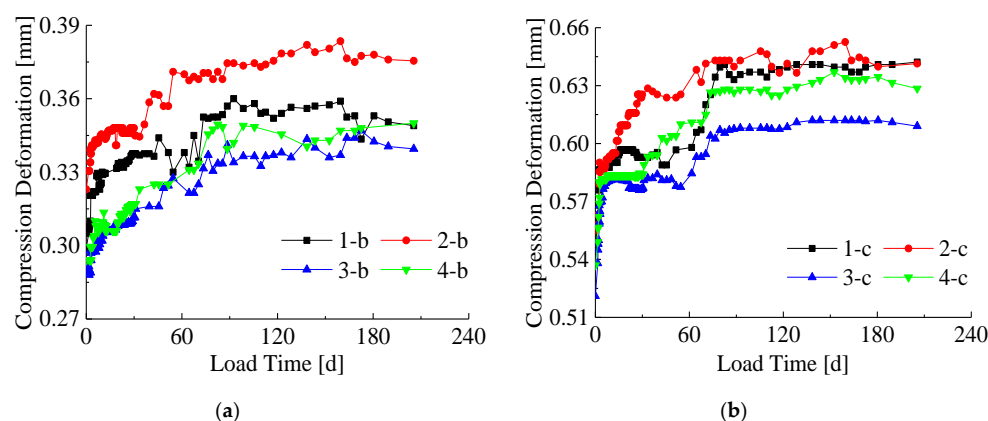 0.39
0.36
0.33
0.30
0.27
Compression Deformation [mm]
0 60 120 180 240
Load Time [d]
1-b 2-b
3-b 4-b
(a)
0.66
0.63
0.60
0.57
0.54
0.51
Compression Deformation [mm]
0 60 120 180 240
Load Time [d]
1-c 2-c
3-c 4-c
(b)